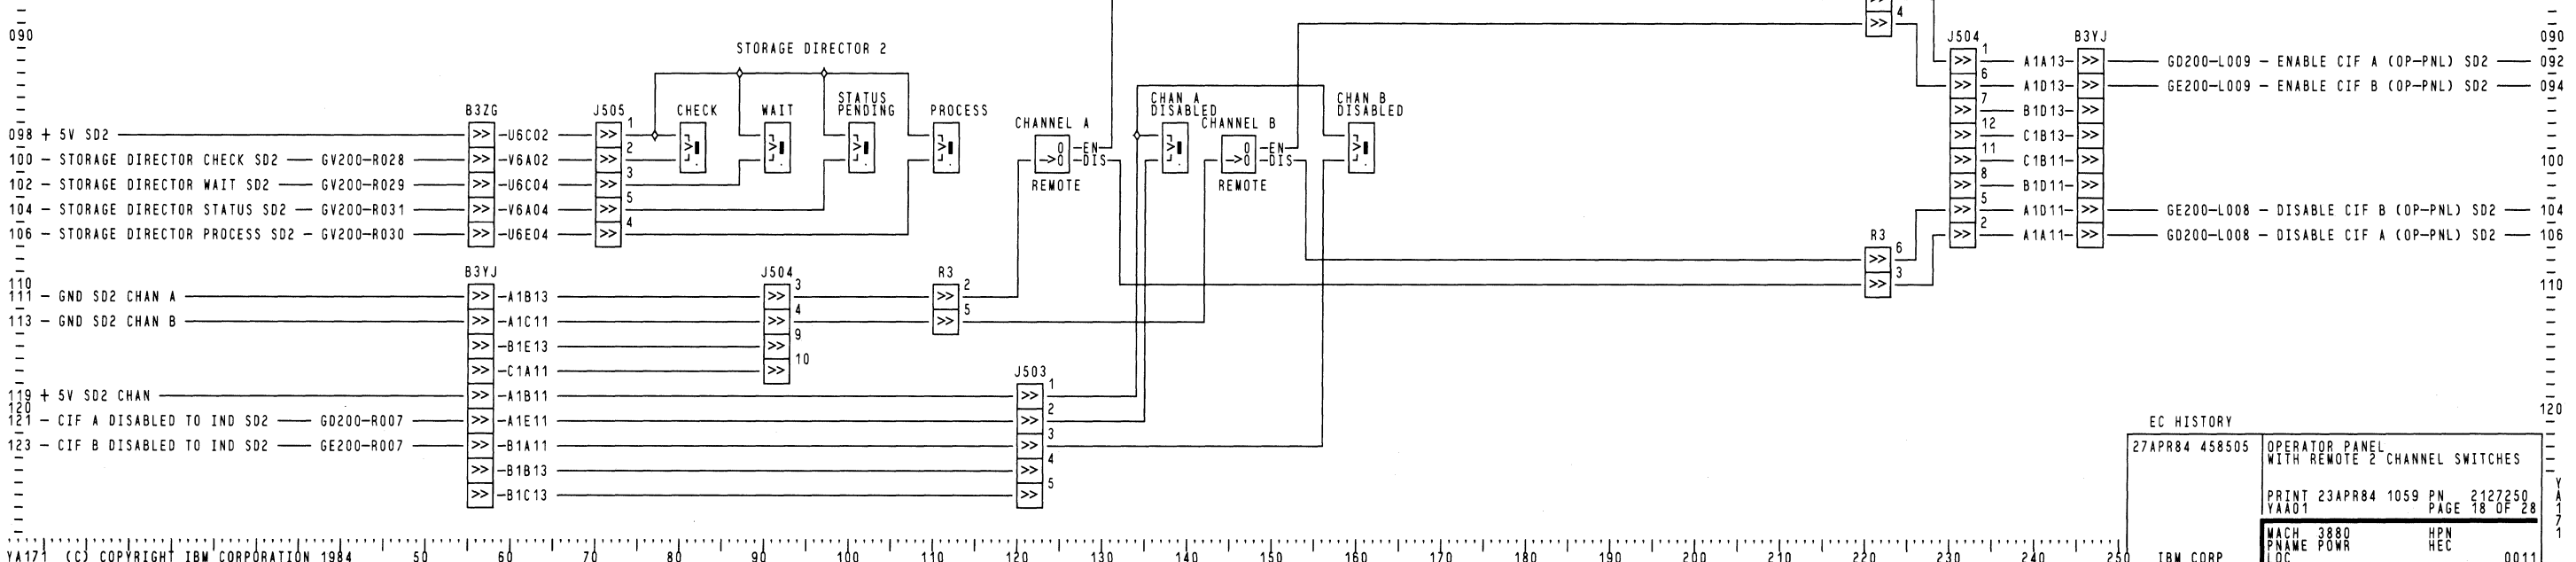 4
090
STORAGE DIRECTOR 2
J504 B3YJ 090
1 A1A13 GD200-L009 - ENABLE CIF A (OP-PNL) SD2 092
6 A1D13 GE200-L009 - ENABLE CIF B (OP-PNL) SD2 094
7 B1D13
12 C1B13
11 C1B11 100
8 B1D11
5 A1D11 GE200-L008 - DISABLE CIF B (OP-PNL) SD2 104
2 A1A11 GD200-L008 - DISABLE CIF A (OP-PNL) SD2 106
B3ZG J505 CHECK WAIT STATUS PENDING PROCESS
CHANNEL A CHAN A DISABLED CHANNEL B CHAN B DISABLED
098 + 5V SD2 >> U6C02 >> 1
100 - STORAGE DIRECTOR CHECK SD2 GV200-R028 >> V6A02 >> 2
102 - STORAGE DIRECTOR WAIT SD2 GV200-R029 >> U6C04 >> 3
104 - STORAGE DIRECTOR STATUS SD2 GV200-R031 >> V6A04 >> 5
106 - STORAGE DIRECTOR PROCESS SD2 - GV200-R030 >> U6E04 >> 4
0 EN
->0 DIS
REMOTE
0 EN
->0 DIS
REMOTE
R3
6
3
110
B3YJ J504 R3
110
111 - GND SD2 CHAN A >> A1B13 >> 3 >> 2
113 - GND SD2 CHAN B >> A1C11 >> 4 >> 5
>> B1E13 >> 9
>> C1A11 >> 10
J503
119 + 5V SD2 CHAN >> A1B11 >> 1
120
121 - CIF A DISABLED TO IND SD2 GD200-R007 >> A1E11 >> 2
123 - CIF B DISABLED TO IND SD2 GE200-R007 >> B1A11 >> 3
>> B1B13 >> 4
>> B1C13 >> 5
120
EC HISTORY
27APR84 458505
OPERATOR PANEL
WITH REMOTE 2 CHANNEL SWITCHES
PRINT 23APR84 1059 PN 2127250
YAA01 PAGE 18 OF 28
MACH 3880 HPN
PNAME POWR HEC
LOC 0011
IBM CORP
YA171
YA171 (C) COPYRIGHT IBM CORPORATION 1984 50 60 70 80 90 100 110 120 130 140 150 160 170 180 190 200 210 220 230 240 250